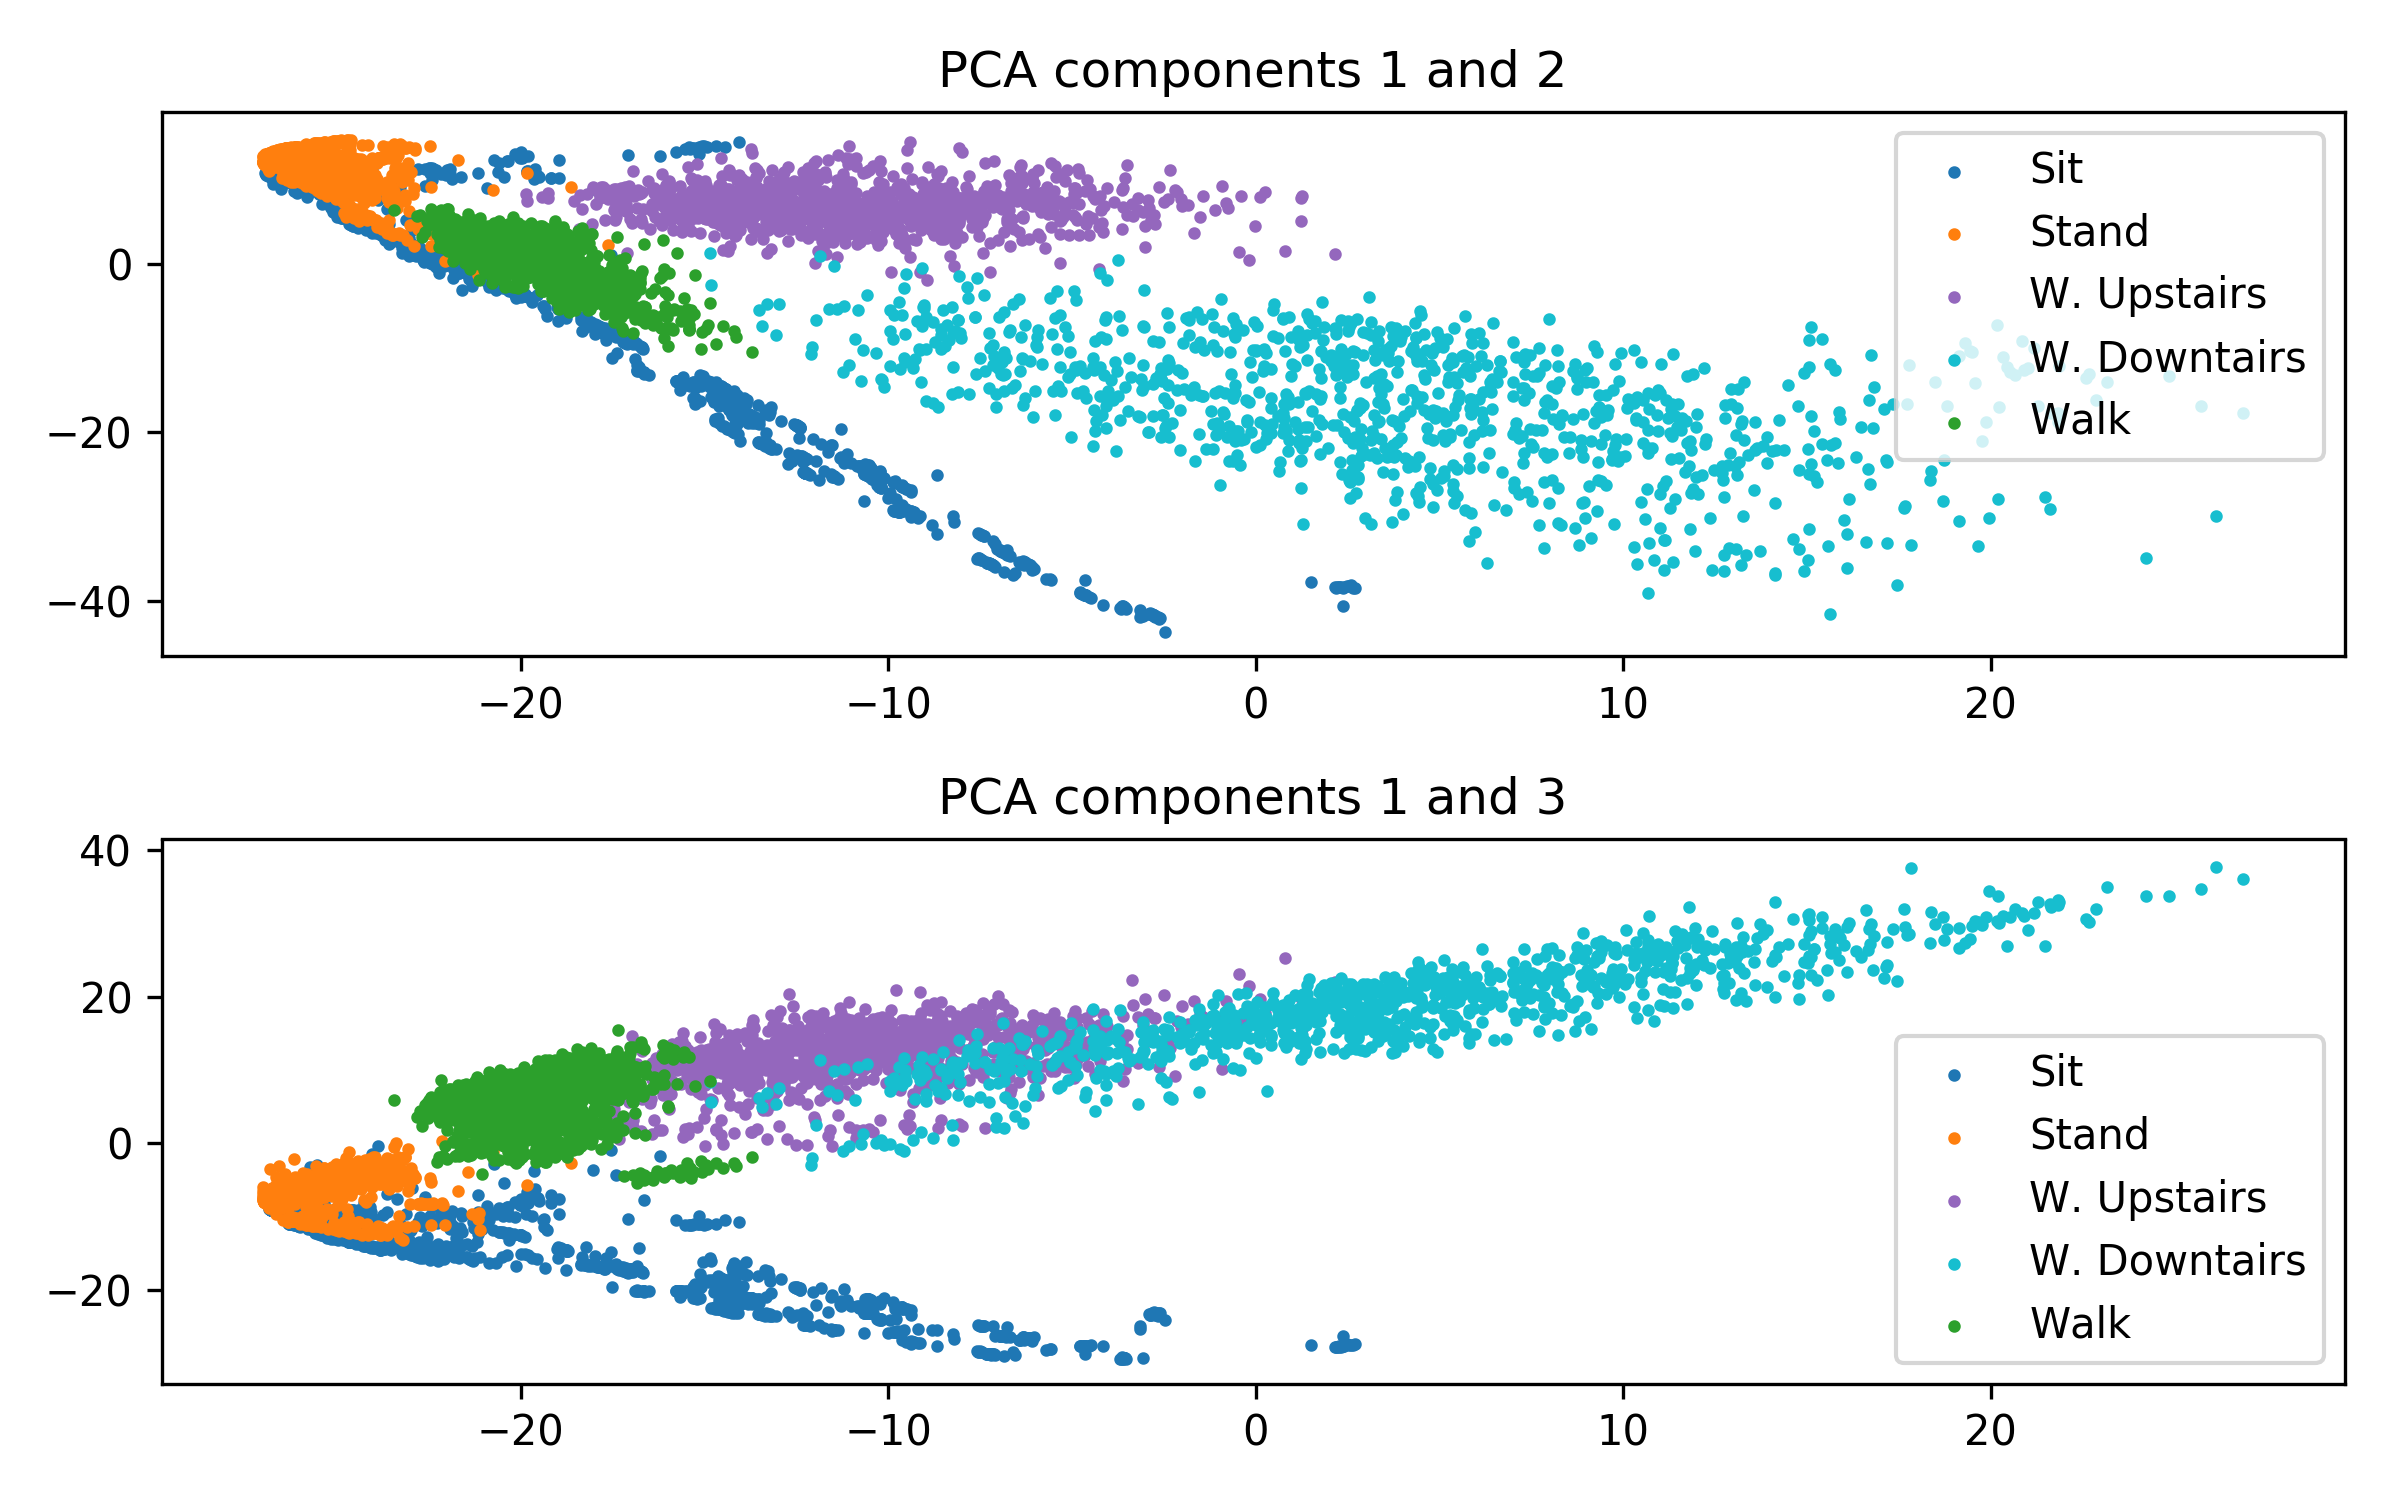 PCA components 1 and 2
Sit
Stand
W. Upstairs
W. Downtairs
Walk
0
−20
−40
−20
−10
0
10
20
PCA components 1 and 3
40
20
0
−20
Sit
Stand
W. Upstairs
W. Downtairs
Walk
−20
−10
0
10
20